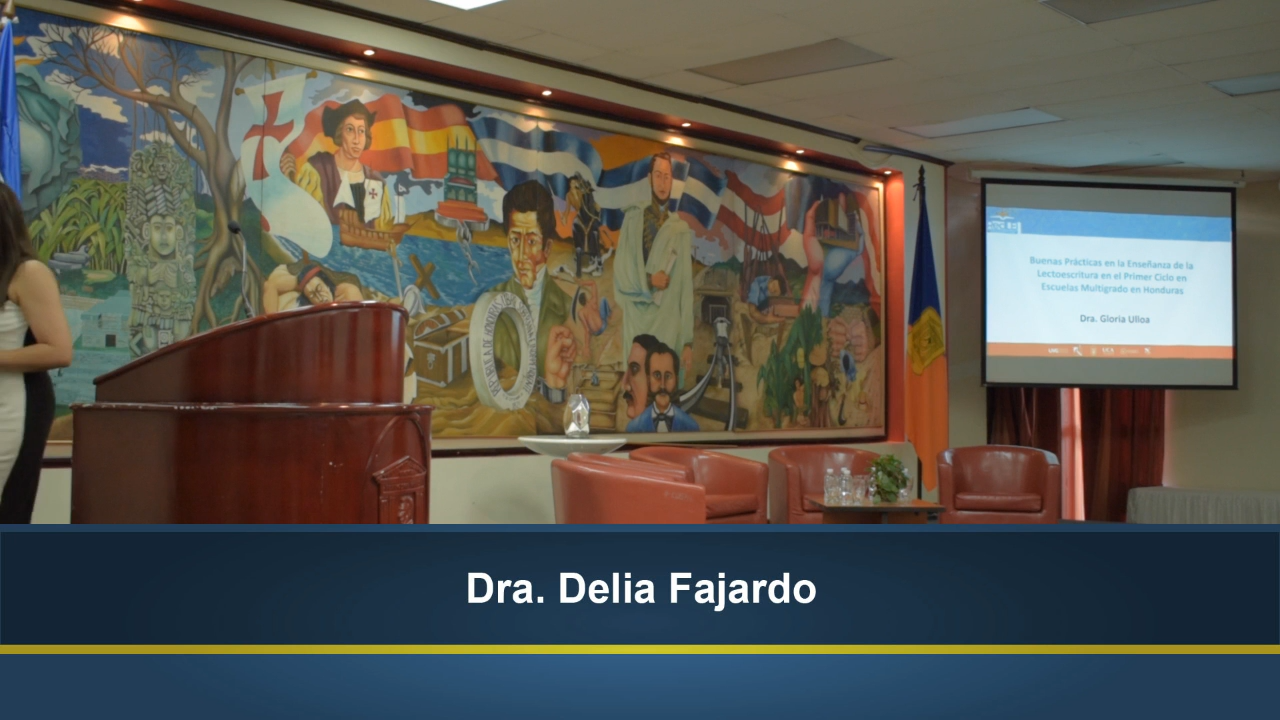 Buenas Prácticas en la Enseñanza de la
Lectoescritura en el Primer Ciclo en
Escuelas Multigrado en Honduras
Dra. Gloria Ulloa
Dra. Delia Fajardo